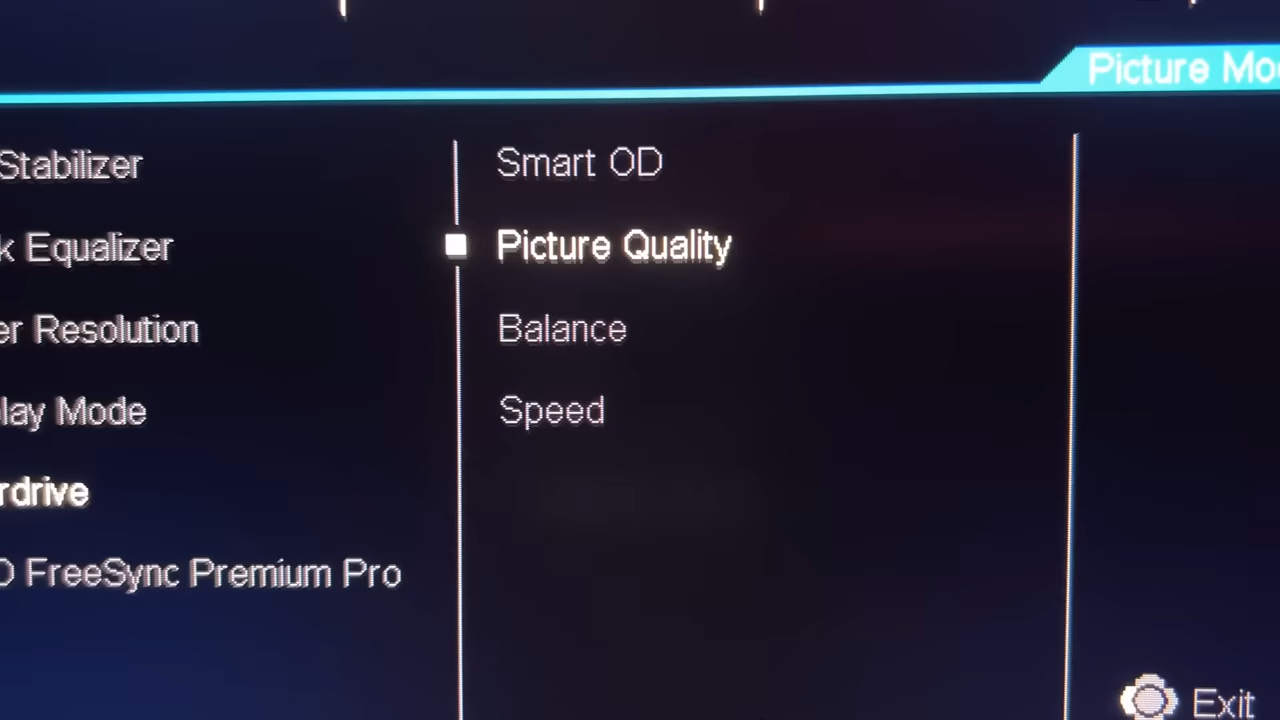 Picture Mo
Stabilizer
k Equalizer
er Resolution
lay Mode
rdrive
FreeSync Premium Pro
Smart OD
Picture Quality
Balance
Speed
Exit